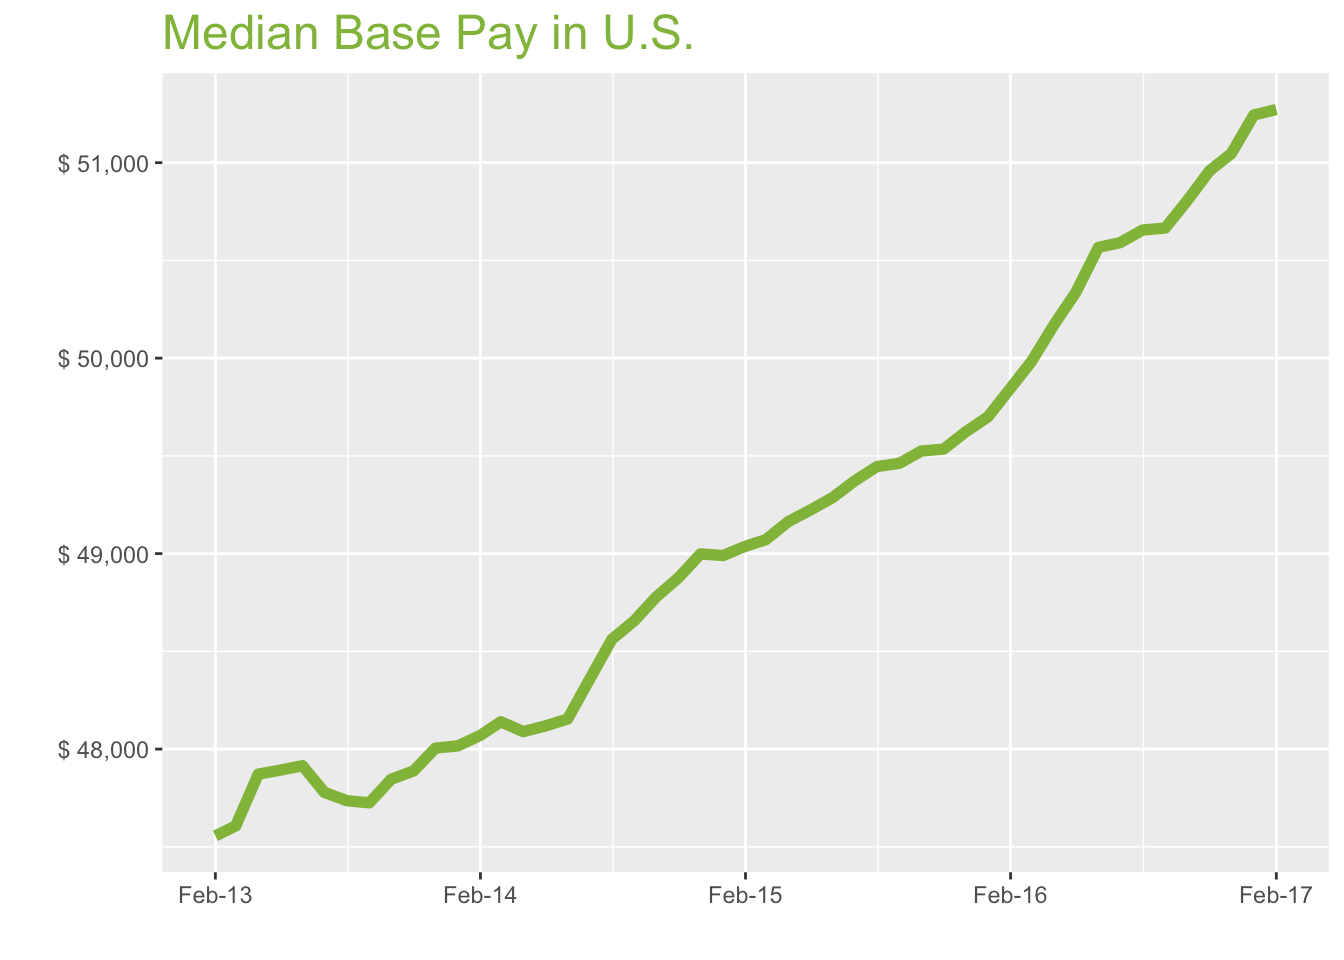 Median Base Pay in U.S.
$ 51,000
$ 50,000
$ 49,000
$ 48,000
Feb-13 Feb-14 Feb-15 Feb-16 Feb-17